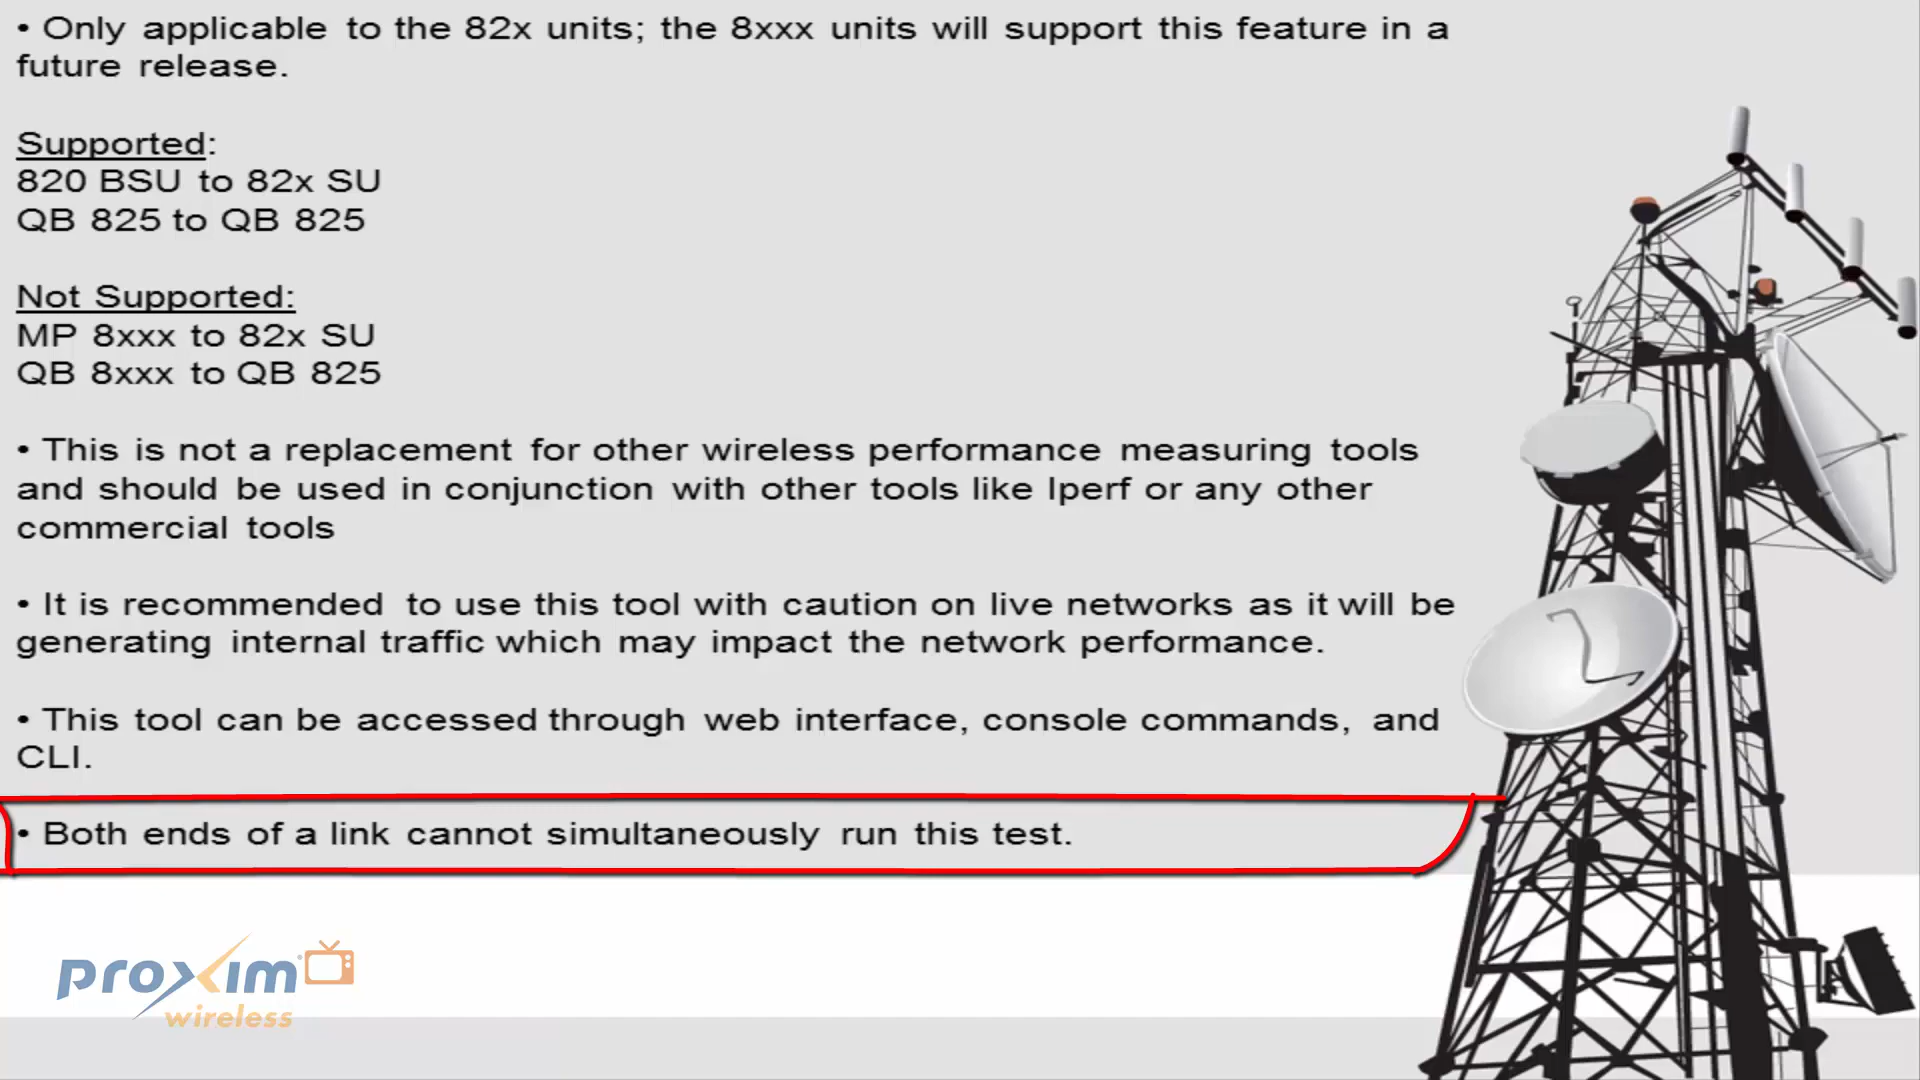 • Only applicable to the 82x units; the 8xxx units will support this feature in a
future release.
Supported:
820 BSU to 82x SU
QB 825 to QB 825
Not Supported:
MP 8xxx to 82x SU
QB 8xxx to QB 825
• This is not a replacement for other wireless performance measuring tools
and should be used in conjunction with other tools like Iperf or any other
commercial tools
• It is recommended to use this tool with caution on live networks as it will be
generating internal traffic which may impact the network performance.
• This tool can be accessed through web interface, console commands, and
CLI.
• Both ends of a link cannot simultaneously run this test.
proxim
wireless